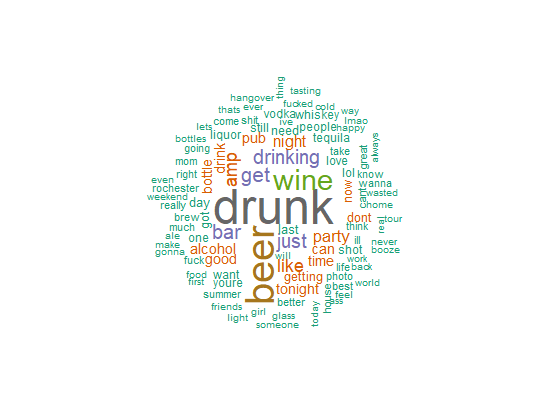 thing
tasting
hangover
fucked
cold
ever
way
thats
vodka
whiskey
ive
lmao
come
shit
people
happy
lets
still
need
tequila
always
bottles
liquor
pub
night
going
drink
take
great
amp
drinking
lol
mom
love
know
right
bottle
get
wine
now
cant
wanna
even
rochester
wasted
weekend
day
drunk
home
really
got
dont
tour
brew
real
much
bar
last
think
one
just
party
ale
never
alcohol
beer
will
can
shot
ill
booze
make
good
like
time
work
gonna
fuck
life
back
food
want
getting
photo
first
youre
tonight
best
world
house
feel
summer
better
ass
friends
girl
glass
today
light
someone